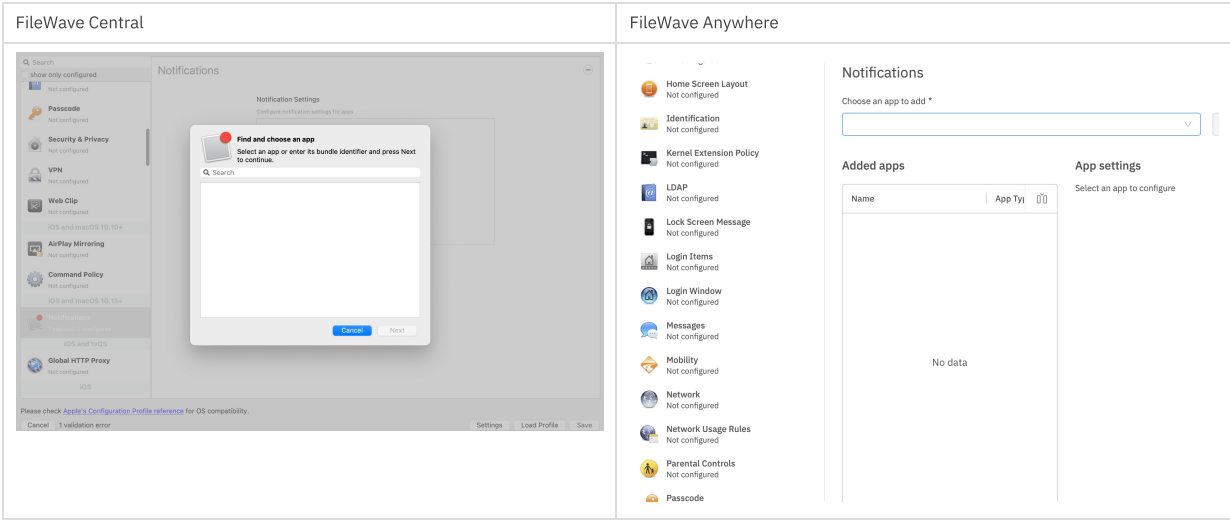 FileWave Central
FileWave Anywhere
Search
show only configured
Not configured
Passcode
Not configured
Security & Privacy
Not configured
VPN
Not configured
Web Clip
Not configured
iOS and macOS 10.10+
AirPlay Mirroring
Not configured
Command Policy
Not configured
iOS and macOS 10.15+
Notifications
iOS and tvOS
Global HTTP Proxy
Not configured
iOS
Notifications
Notification Settings
Configure notification settings for apps
Find and choose an app
Select an app or enter its bundle identifier and press Next
to continue.
Search
Cancel
Next
Please check Apple's Configuration Profile reference for OS compatibility.
Cancel 1 validation error Settings Load Profile Save
Home Screen Layout
Not configured
Identification
Not configured
Kernel Extension Policy
Not configured
LDAP
Not configured
Lock Screen Message
Not configured
Login Items
Not configured
Login Window
Not configured
Messages
Not configured
Mobility
Not configured
Network
Not configured
Network Usage Rules
Not configured
Parental Controls
Not configured
Passcode
Notifications
Choose an app to add *
Added apps
Name App Typ
No data
App settings
Select an app to configure